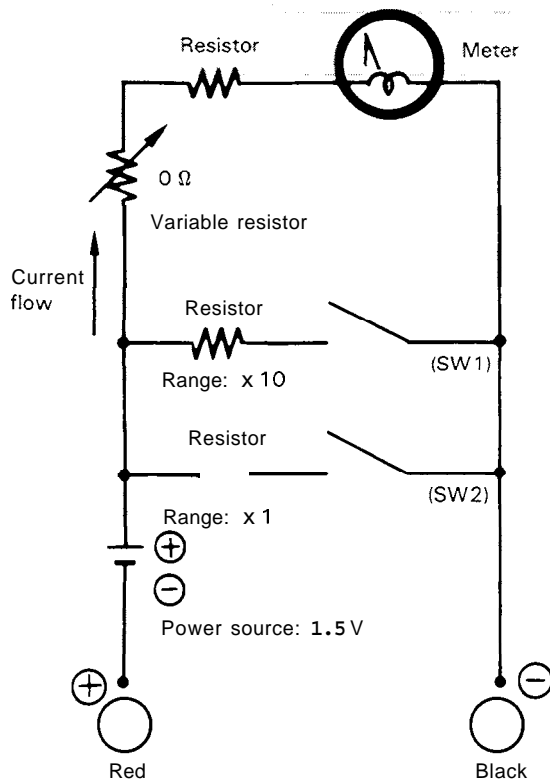 Resistor
Meter
0 Ω
Variable resistor
Current
flow
Resistor
(SW1)
Range: x 10
Resistor
(SW2)
Range: x 1
+
−
Power source: 1.5 V
+
−
Red
Black